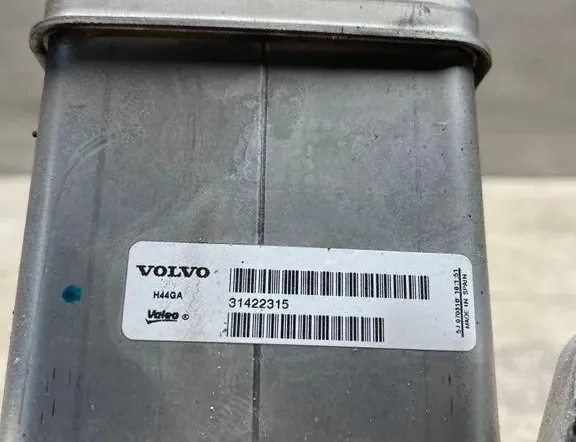 VOLVO
H44GA
Valeo ®
31422315
MADE IN SPAIN